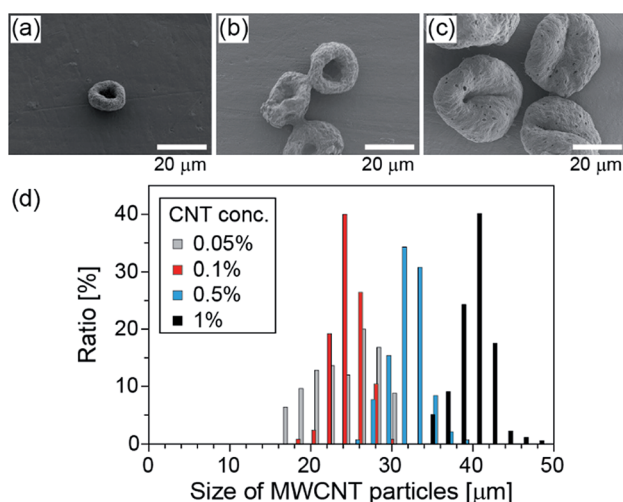 (a)
(b)
(c)
20 µm
20 µm
20 µm
(d)
CNT conc.
0.05%
0.1%
0.5%
1%
Ratio [%]
40
30
20
10
0
0
10
20
30
40
50
Size of MWCNT particles [µm]